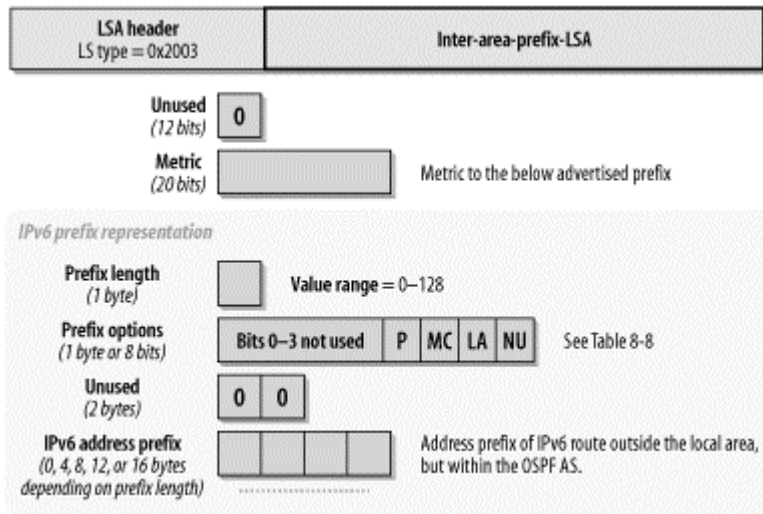 LSA header
LS type = 0x2003
Inter-area-prefix-LSA
Unused
(12 bits)
0
Metric
(20 bits)
Metric to the below advertised prefix
IPv6 prefix representation
Prefix length
(1 byte)
Value range = 0–128
Prefix options
(1 byte or 8 bits)
Bits 0–3 not used P MC LA NU
See Table 8-8
Unused
(2 bytes)
0 0
IPv6 address prefix
(0, 4, 8, 12, or 16 bytes
depending on prefix length)
Address prefix of IPv6 route outside the local area,
but within the OSPF AS.